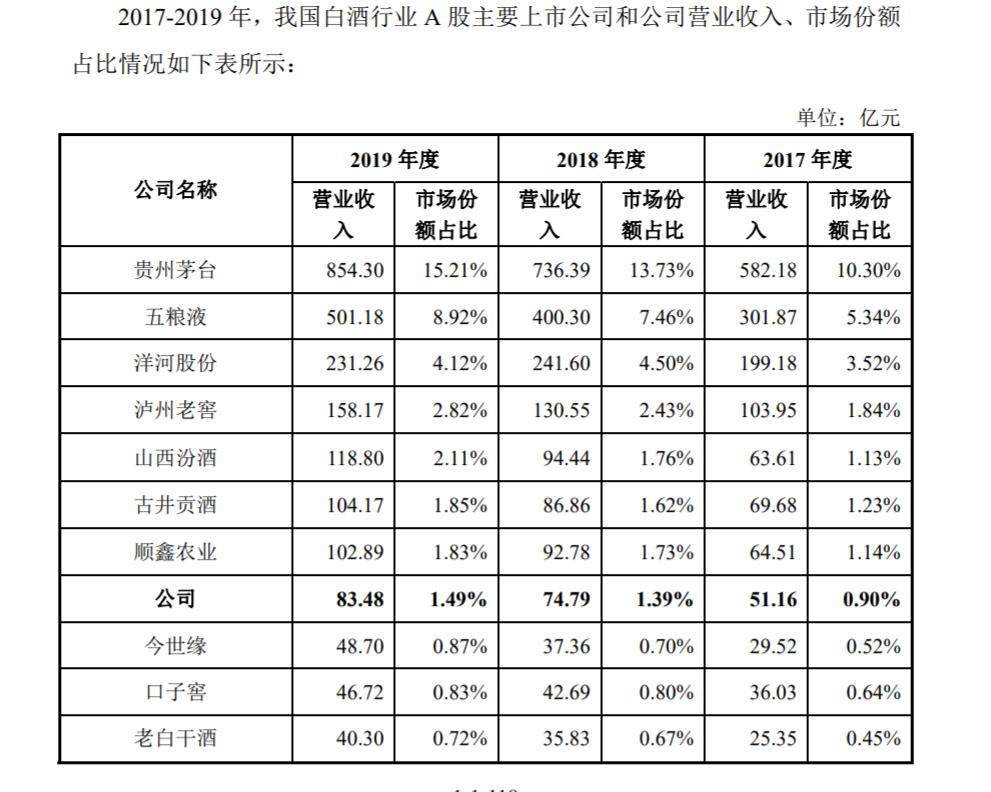 2017-2019 年，我国白酒行业 A 股主要上市公司和公司营业收入、市场份额
占比情况如下表所示：
单位：亿元
公司名称 2019 年度 2018 年度 2017 年度
营业收 市场份 营业收 市场份 营业收 市场份
入 额占比 入 额占比 入 额占比
贵州茅台 854.30 15.21% 736.39 13.73% 582.18 10.30%
五粮液 501.18 8.92% 400.30 7.46% 301.87 5.34%
洋河股份 231.26 4.12% 241.60 4.50% 199.18 3.52%
泸州老窖 158.17 2.82% 130.55 2.43% 103.95 1.84%
山西汾酒 118.80 2.11% 94.44 1.76% 63.61 1.13%
古井贡酒 104.17 1.85% 86.86 1.62% 69.68 1.23%
顺鑫农业 102.89 1.83% 92.78 1.73% 64.51 1.14%
公司 83.48 1.49% 74.79 1.39% 51.16 0.90%
今世缘 48.70 0.87% 37.36 0.70% 29.52 0.52%
口子窖 46.72 0.83% 42.69 0.80% 36.03 0.64%
老白干酒 40.30 0.72% 35.83 0.67% 25.35 0.45%